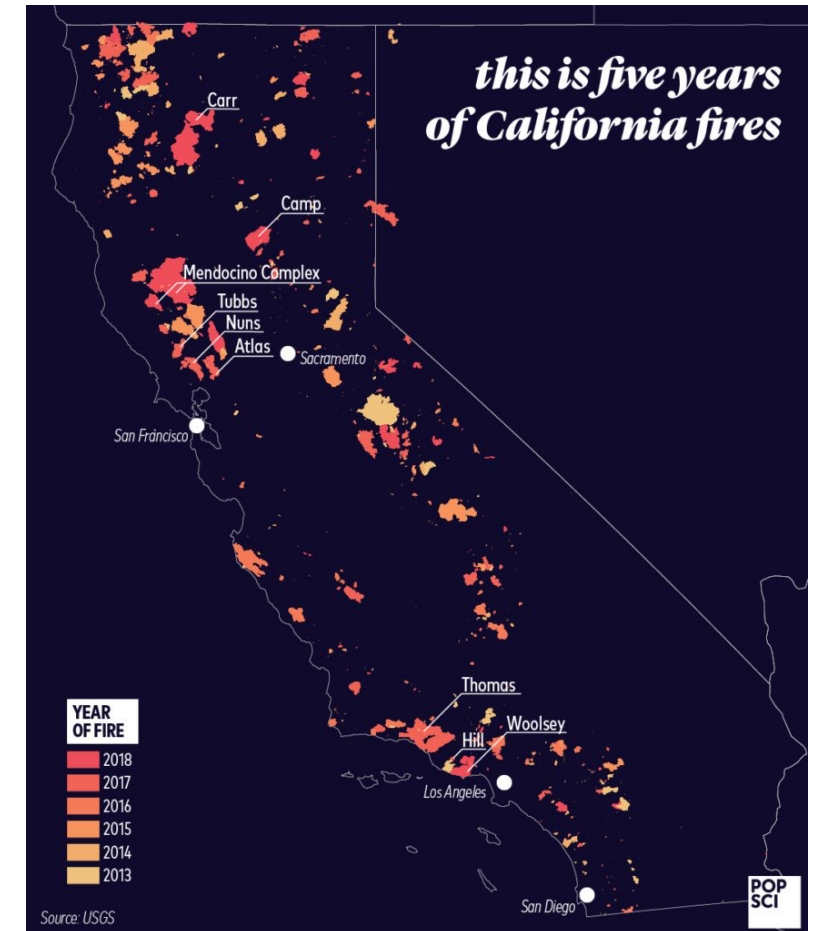 this is five years
of California fires
Carr
Camp
Mendocino Complex
Tubbs
Nuns
Atlas
Sacramento
San Francisco
Thomas
Woolsey
Hill
Los Angeles
San Diego
YEAR
OF FIRE
2018
2017
2016
2015
2014
2013
Source: USGS
POP
SCI